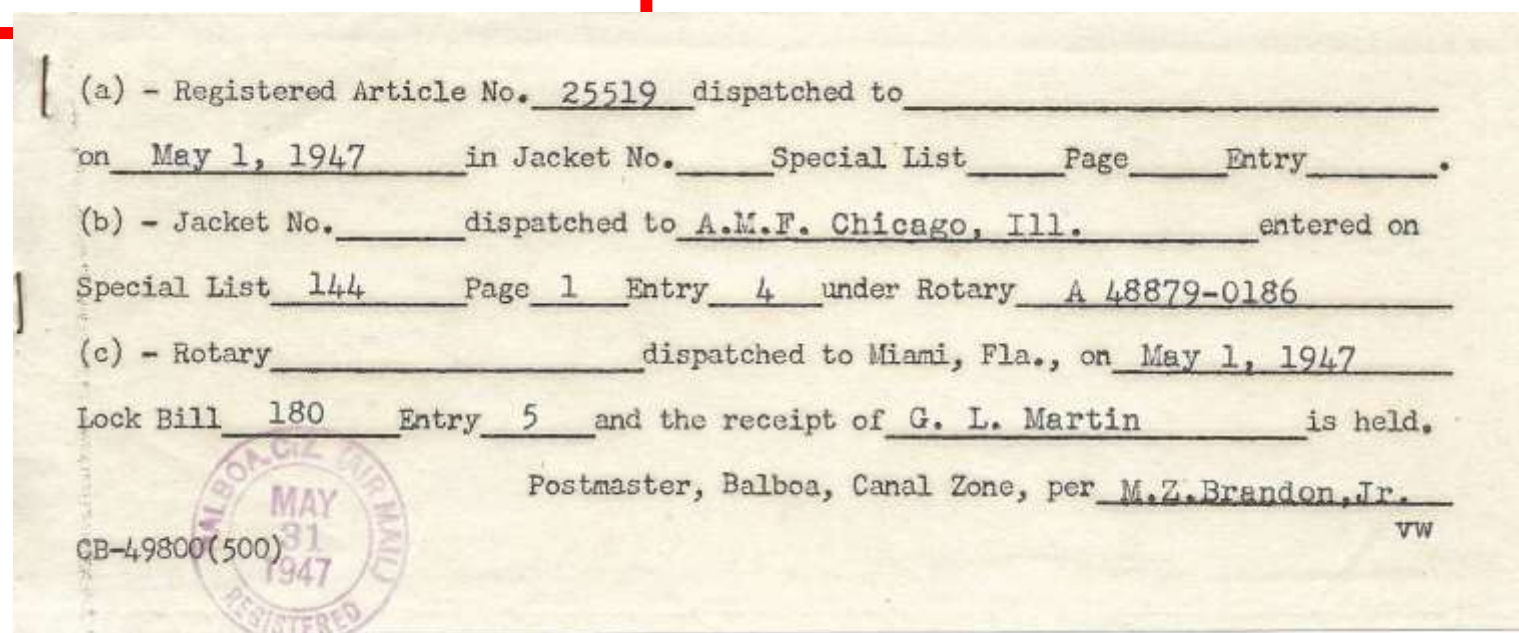 (a) - Registered Article No. 25519 dispatched to
on May 1, 1947 in Jacket No. Special List Page Entry .
(b) - Jacket No. dispatched to A.M.F. Chicago, Ill. entered on
Special List 144 Page 1 Entry 4 under Rotary A 48879-0186
(c) - Rotary dispatched to Miami, Fla., on May 1, 1947
Lock Bill 180 Entry 5 and the receipt of G. L. Martin is held.
Postmaster, Balboa, Canal Zone, per M.Z.Brandon,Jr.
VW
CB-49800(500)
BALBOA, C.Z. (AIR MAIL)
MAY
31
1947
REGISTERED